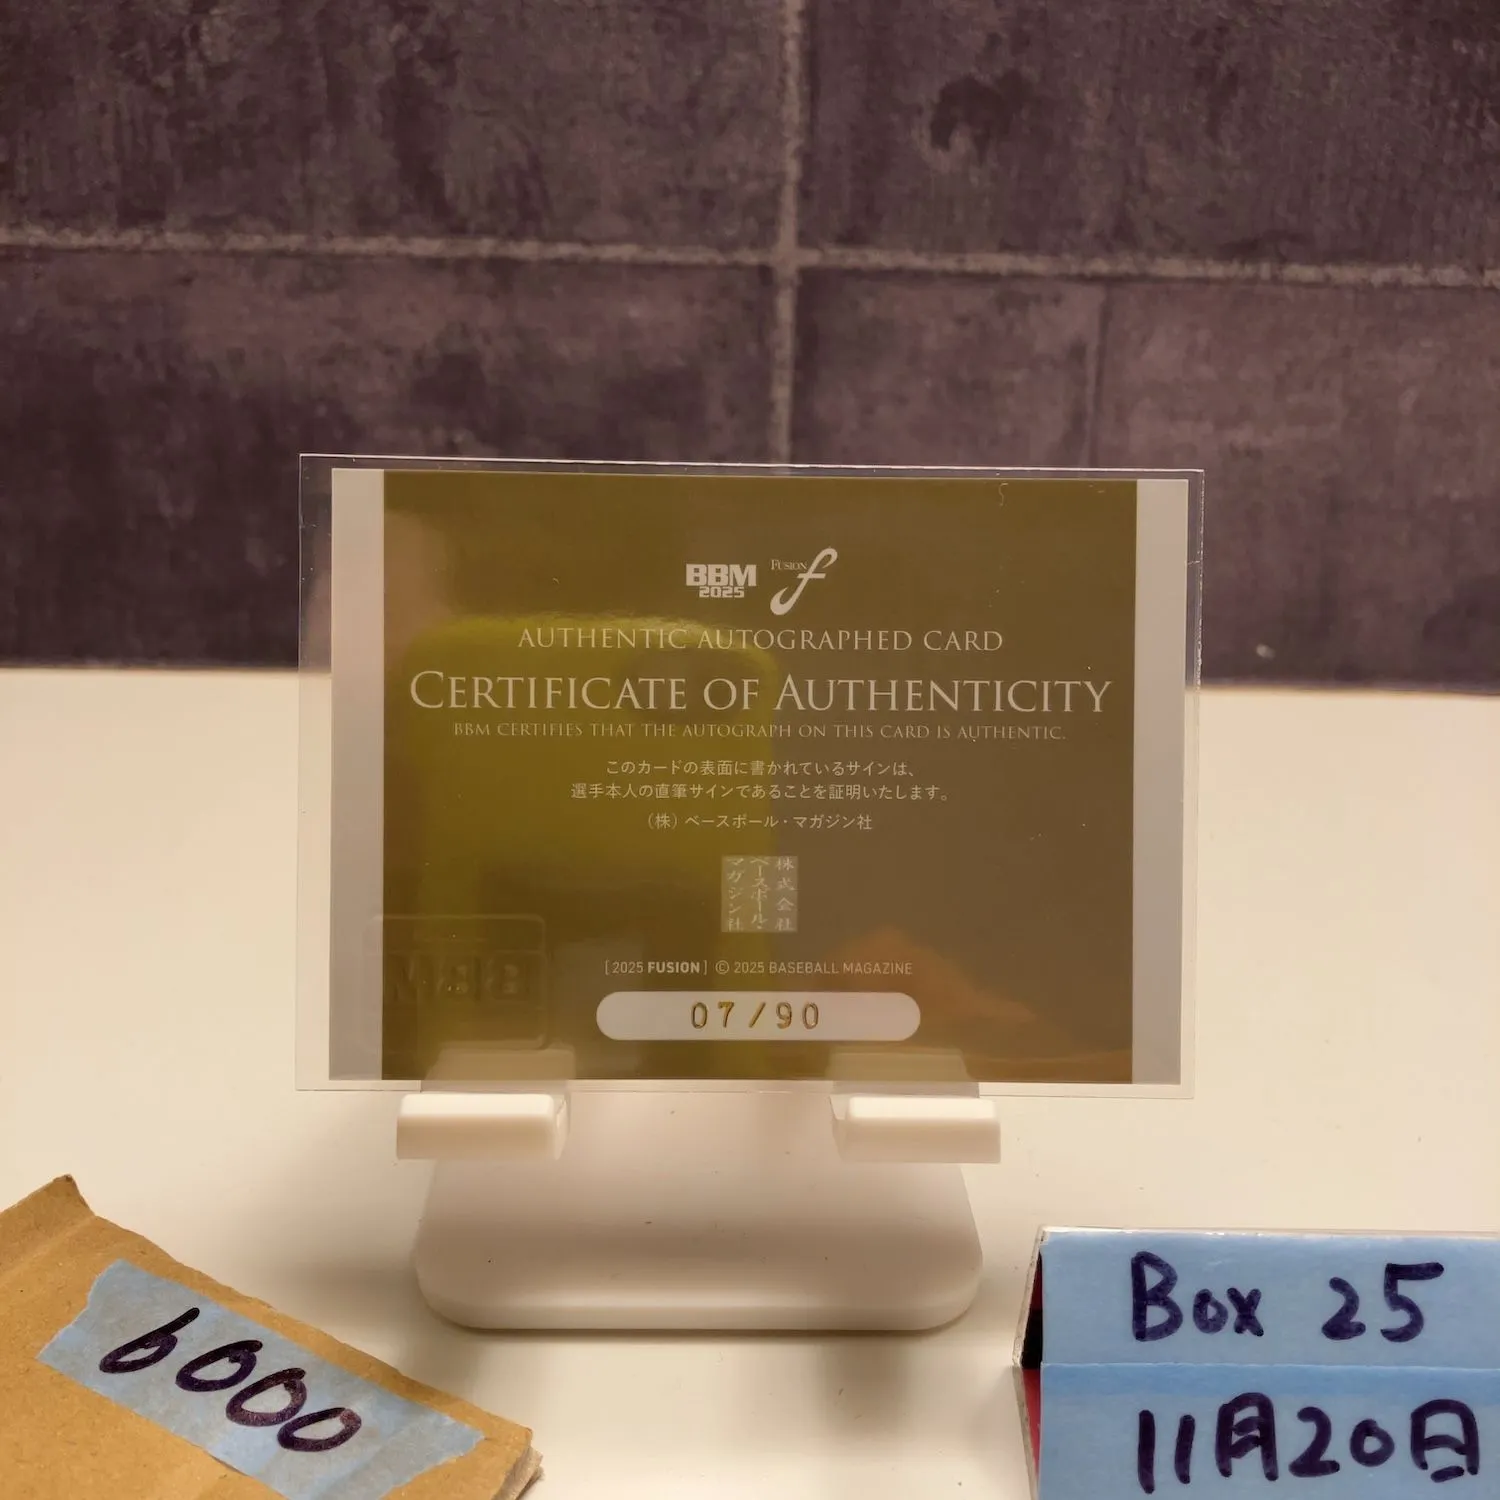 BBM
2025
FUSION f
AUTHENTIC AUTOGRAPHED CARD
CERTIFICATE OF AUTHENTICITY
BBM CERTIFIES THAT THE AUTOGRAPH ON THIS CARD IS AUTHENTIC.
このカードの表面に書かれているサインは、
選手本人の直筆サインであることを証明いたします。
(株)ベースボール・マガジン社
株式会社
ベースボール・
マガジン社
[2025 FUSION] © 2025 BASEBALL MAGAZINE
07/90
BBM
6000
Box 25
11月20日